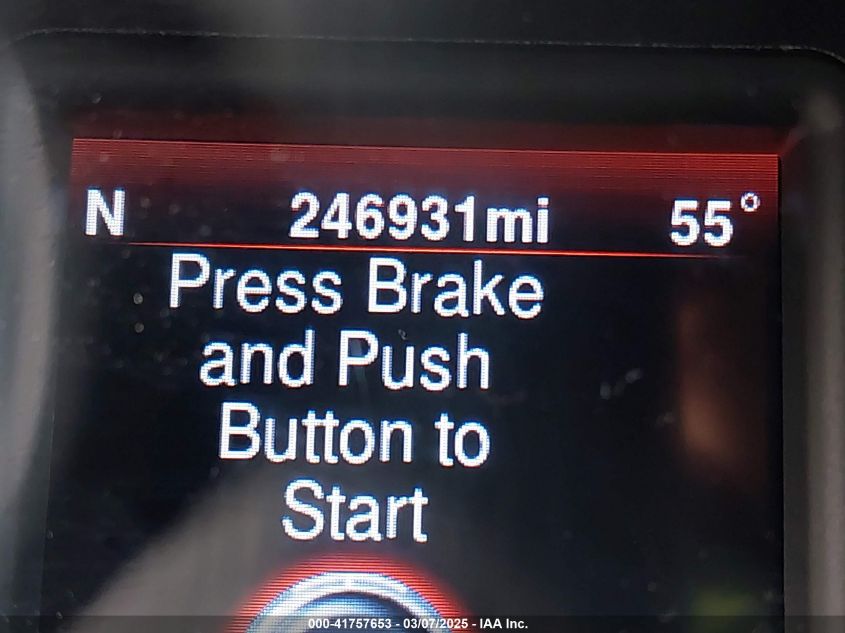 N 246931mi 55°
Press Brake
and Push
Button to
Start
000-41757653 - 03/07/2025 - IAA Inc.